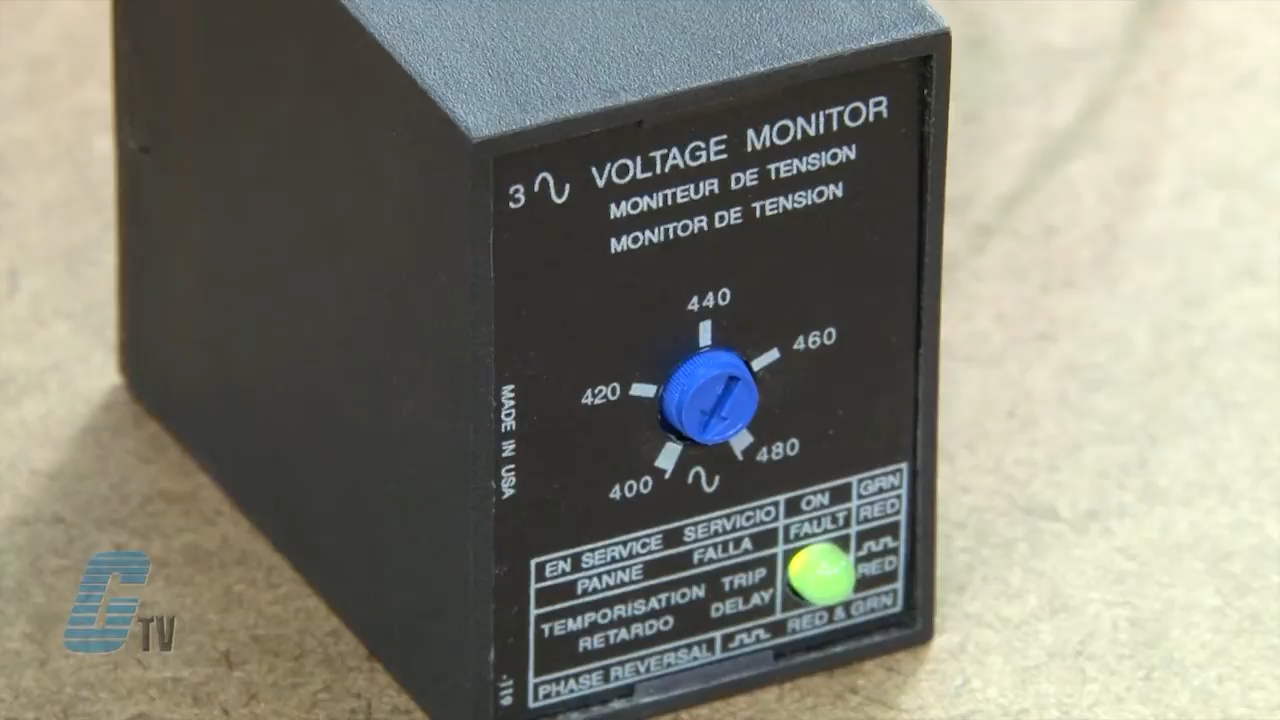 3 VOLTAGE MONITOR
MONITEUR DE TENSION
MONITOR DE TENSION
440
460
420
480
400
MADE IN USA
EN SERVICE SERVICIO ON GRN
PANNE FALLA FAULT RED
TEMPORISATION TRIP
RETARDO DELAY RED
PHASE REVERSAL RED & GRN
-119
GTV